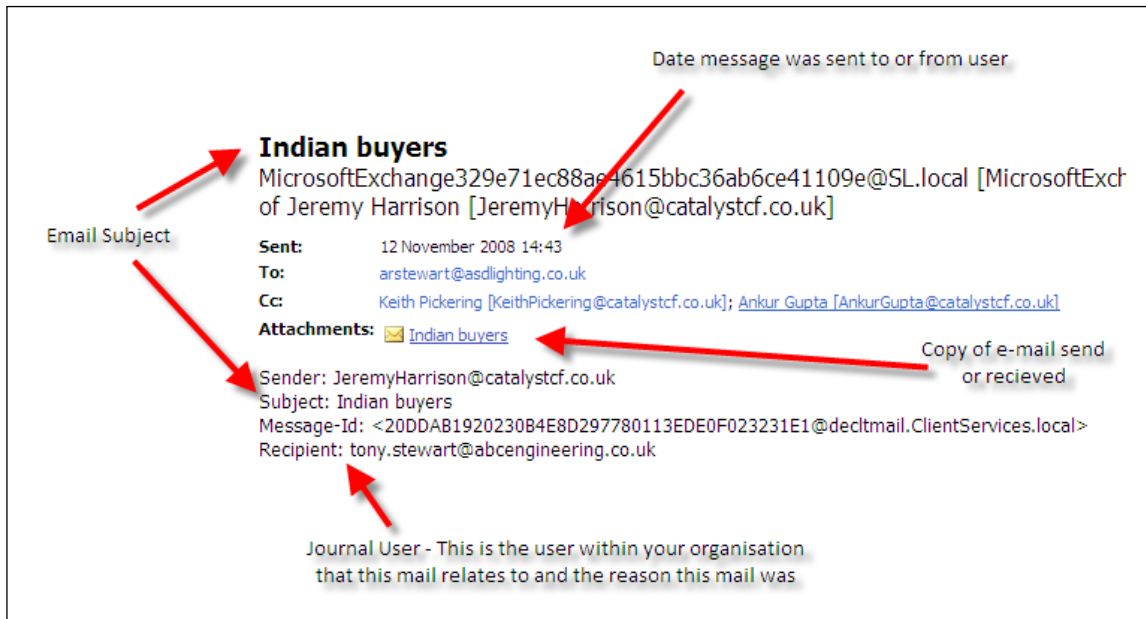 Date message was sent to or from user
Indian buyers
MicrosoftExchange329e71ec88ae4615bbc36ab6ce41109e@SL.local [MicrosoftExch
of Jeremy Harrison [JeremyHarrison@catalystcf.co.uk]
Email Subject
Sent: 12 November 2008 14:43
To: arstewart@asdlighting.co.uk
Cc: Keith Pickering [KeithPickering@catalystcf.co.uk]; Ankur Gupta [AnkurGupta@catalystcf.co.uk]
Attachments: Indian buyers
Copy of e-mail send
or recieved
Sender: JeremyHarrison@catalystcf.co.uk
Subject: Indian buyers
Message-Id: <20DDAB1920230B4E8D297780113EDE0F023231E1@decltmail.ClientServices.local>
Recipient: tony.stewart@abcengineering.co.uk
Journal User - This is the user within your organisation
that this mail relates to and the reason this mail was